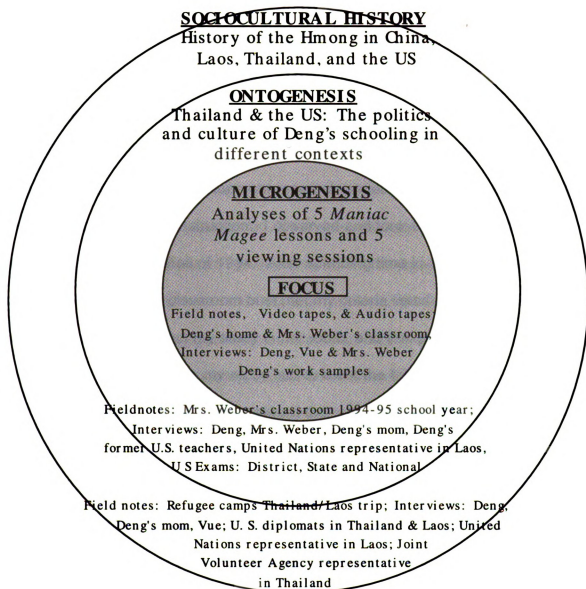 SOCIOCULTURAL HISTORY
History of the Hmong in China,
Laos, Thailand, and the US
ONTOGENESIS
Thailand & the US: The politics
and culture of Deng's schooling in
different contexts
MICROGENESIS
Analyses of 5 Maniac
Magee lessons and 5
viewing sessions
FOCUS
Field notes, Video tapes, & Audio tapes
Deng's home & Mrs. Weber's classroom,
Interviews: Deng, Vue & Mrs. Weber
Deng's work samples
Fieldnotes: Mrs. Weber's classroom 1994-95 school year;
Interviews: Deng, Mrs. Weber, Deng's mom, Deng's
former U.S. teachers, United Nations representative in Laos,
US Exams: District, State and National
Field notes: Refugee camps Thailand/Laos trip; Interviews: Deng,
Deng's mom, Vue; U. S. diplomats in Thailand & Laos; United
Nations representative in Laos; Joint
Volunteer Agency representative
in Thailand